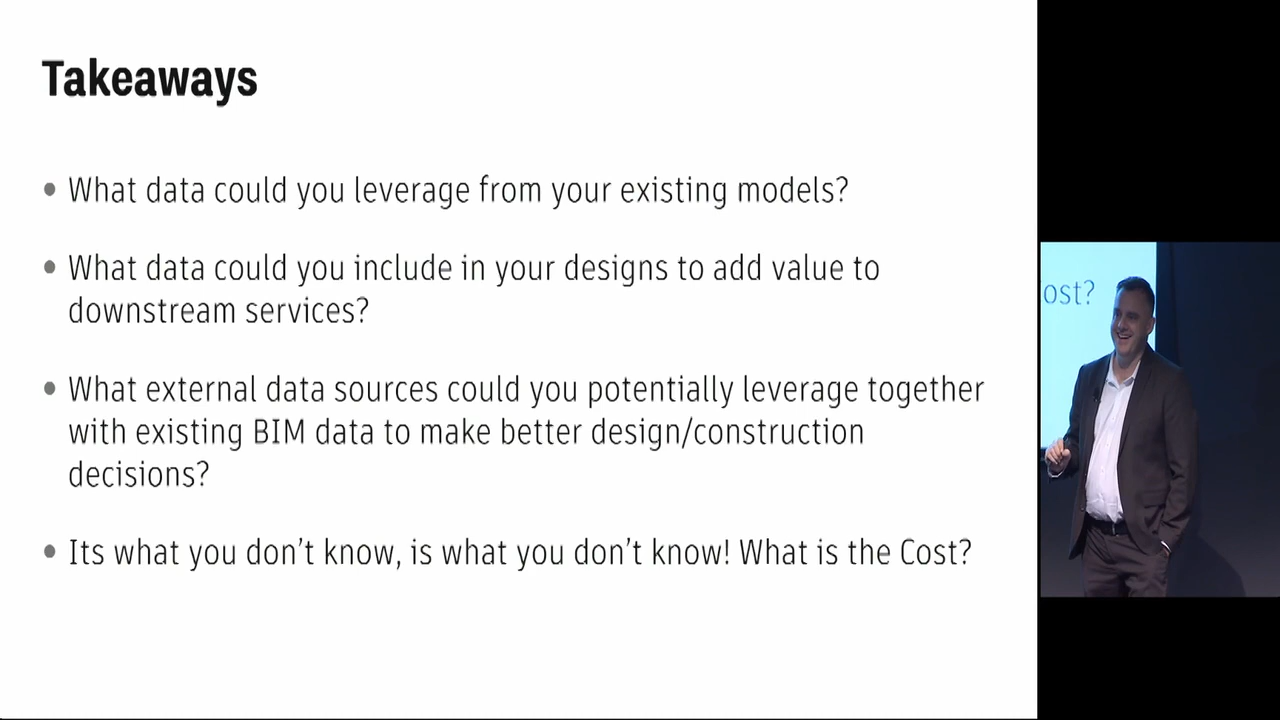 Takeaways
• What data could you leverage from your existing models?
• What data could you include in your designs to add value to
downstream services?
• What external data sources could you potentially leverage together
with existing BIM data to make better design/construction
decisions?
• Its what you don’t know, is what you don’t know! What is the Cost?
ost?